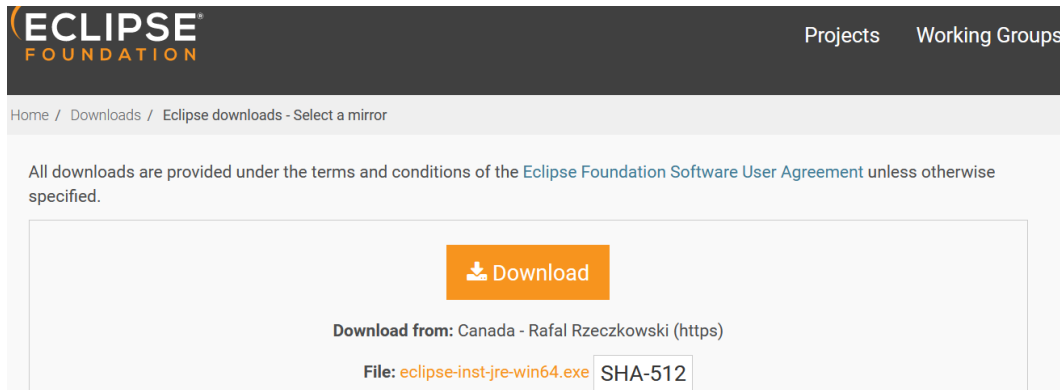 ECLIPSE®
FOUNDATION
Projects Working Groups
Home / Downloads / Eclipse downloads - Select a mirror
All downloads are provided under the terms and conditions of the Eclipse Foundation Software User Agreement unless otherwise
specified.
Download
Download from: Canada - Rafal Rzeczkowski (https)
File: eclipse-inst-jre-win64.exe SHA-512